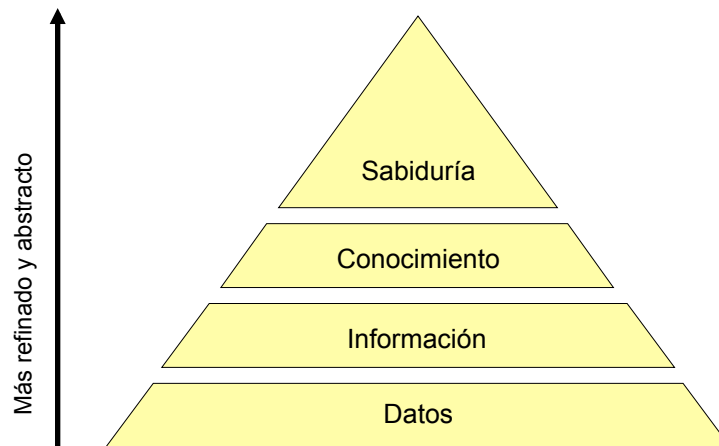 Más refinado y abstracto
Sabiduría
Conocimiento
Información
Datos